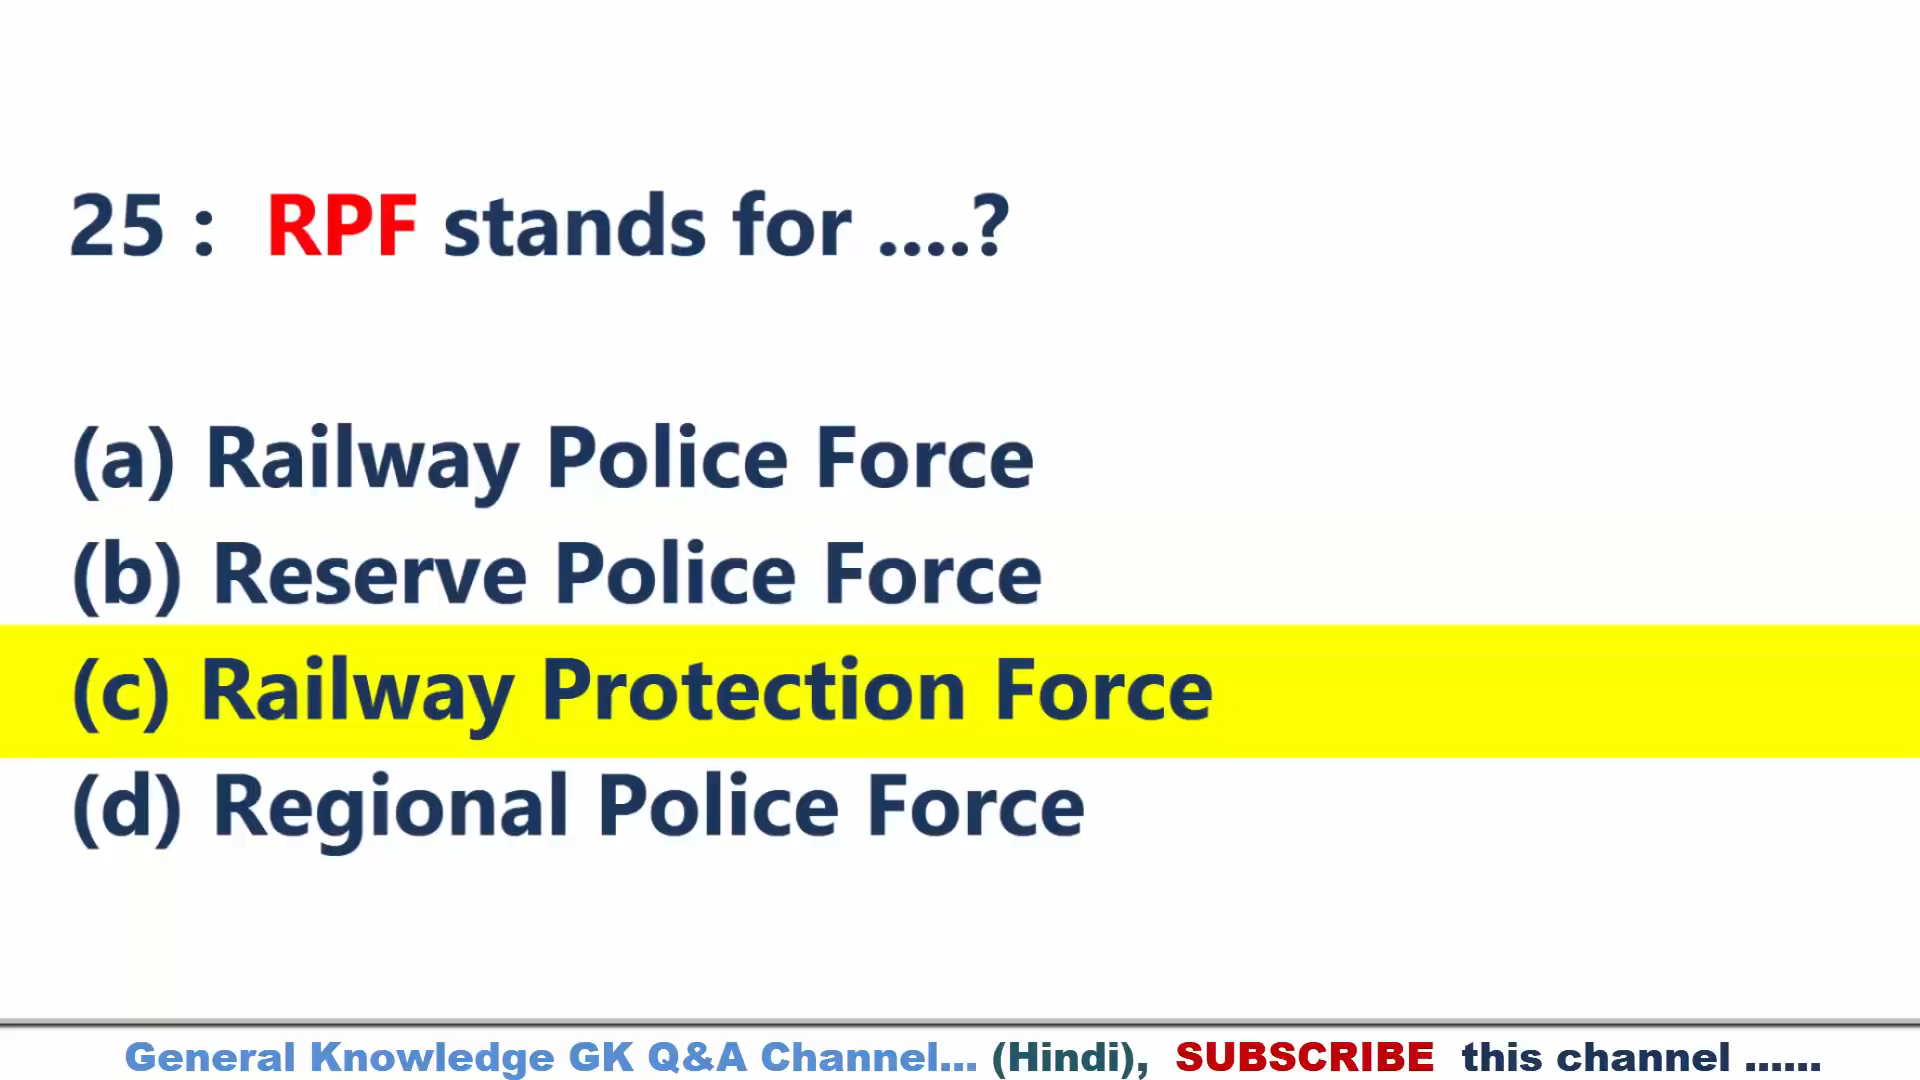 25 : RPF stands for ....?
(a) Railway Police Force
(b) Reserve Police Force
(c) Railway Protection Force
(d) Regional Police Force
General Knowledge GK Q&A Channel... (Hindi), SUBSCRIBE this channel ......